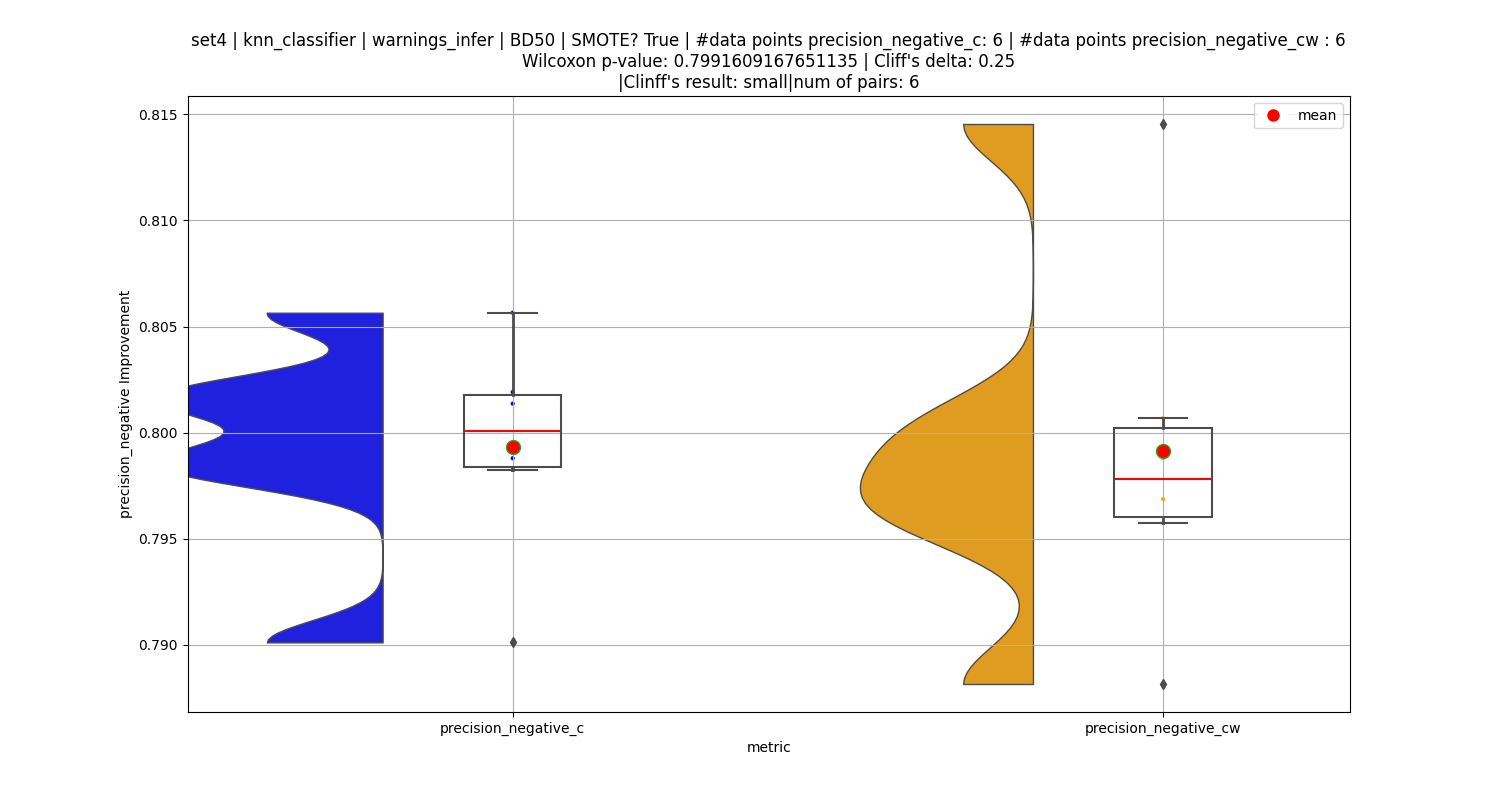 set4 | knn_classifier | warnings_infer | BD50 | SMOTE? True | #data points precision_negative_c: 6 | #data points precision_negative_cw : 6
Wilcoxon p-value: 0.7991609167651135 | Cliff's delta: 0.25
|Clinff's result: small|num of pairs: 6
mean
0.815
0.810
0.805
0.800
0.795
0.790
precision_negative Improvement
precision_negative_c
precision_negative_cw
metric